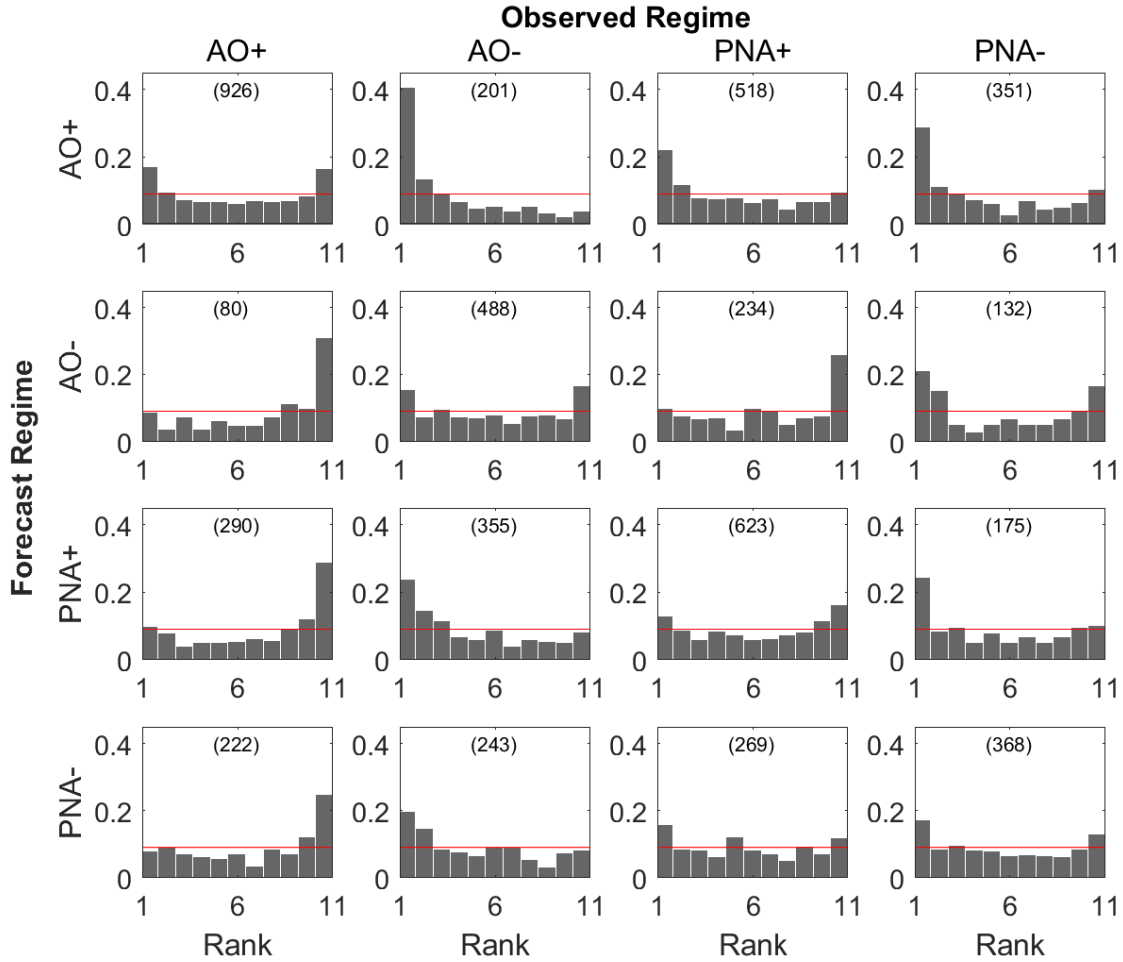 Observed Regime
AO+ AO- PNA+ PNA-
Forecast Regime
AO+
0.4 0.2 0 (926) 1 6 11
0.4 0.2 0 (201) 1 6 11
0.4 0.2 0 (518) 1 6 11
0.4 0.2 0 (351) 1 6 11
AO-
0.4 0.2 0 (80) 1 6 11
0.4 0.2 0 (488) 1 6 11
0.4 0.2 0 (234) 1 6 11
0.4 0.2 0 (132) 1 6 11
PNA+
0.4 0.2 0 (290) 1 6 11
0.4 0.2 0 (355) 1 6 11
0.4 0.2 0 (623) 1 6 11
0.4 0.2 0 (175) 1 6 11
PNA-
0.4 0.2 0 (222) 1 6 11
0.4 0.2 0 (243) 1 6 11
0.4 0.2 0 (269) 1 6 11
0.4 0.2 0 (368) 1 6 11
Rank Rank Rank Rank